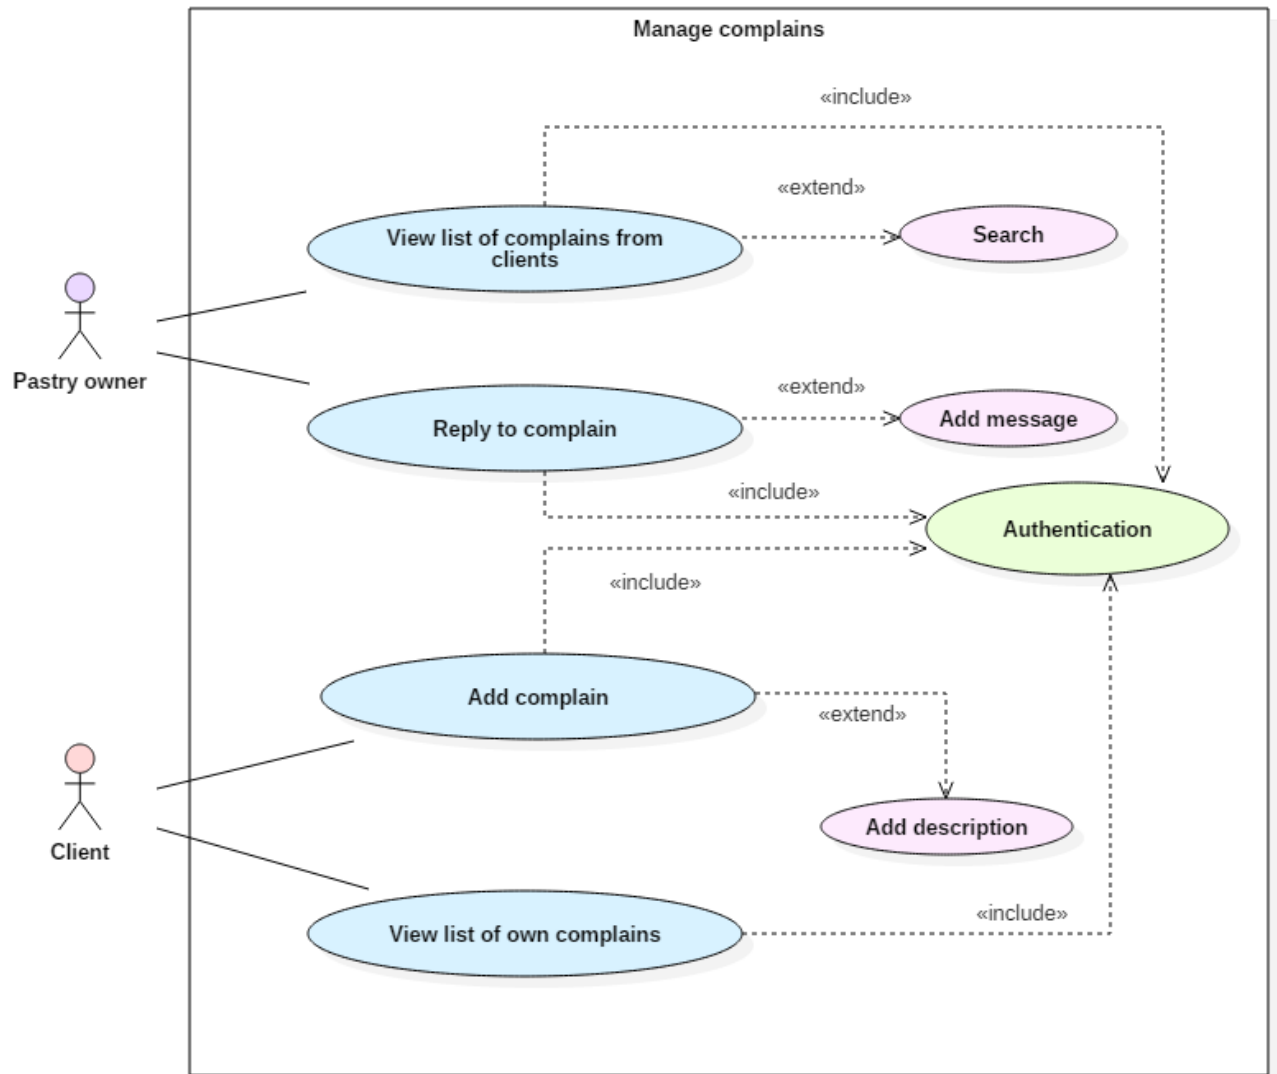 Manage complains
«include»
«extend»
View list of complains from
clients
Search
Pastry owner
«extend»
Reply to complain
Add message
«include»
Authentication
«include»
Add complain
«extend»
Client
Add description
«include»
View list of own complains